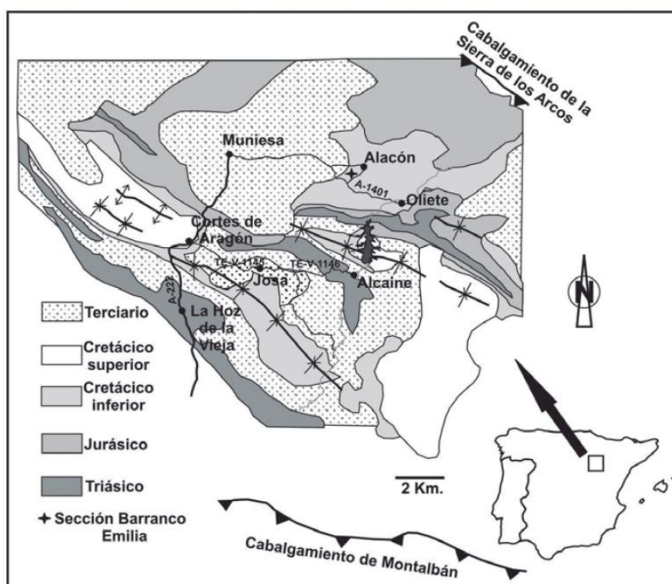 Cabalgamiento de la
Sierra de los Arcos
Muniesa
Alacón
A-1401
Oliete
Cortes de
Aragón
TE-V-1145
TE-V-1146
Josa
Alcaine
A-222
La Hoz
de la
Vieja
N
Terciario
Cretácico
superior
Cretácico
inferior
Jurásico
Triásico
Sección Barranco
Emilia
2 Km.
Cabalgamiento de Montalbán